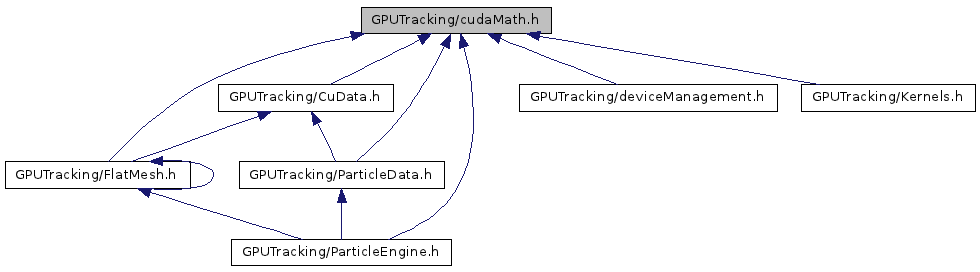 GPUTracking/cudaMath.h
GPUTracking/CuData.h
GPUTracking/deviceManagement.h
GPUTracking/Kernels.h
GPUTracking/FlatMesh.h
GPUTracking/ParticleData.h
GPUTracking/ParticleEngine.h